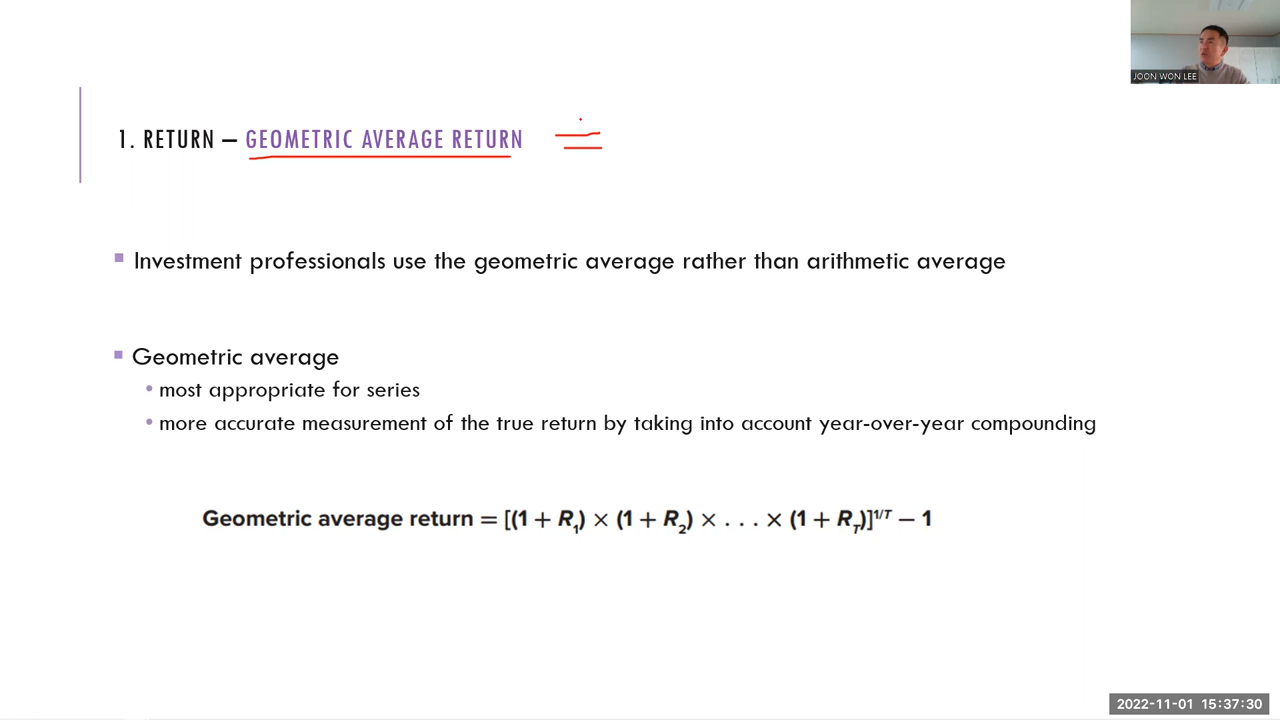 JOON WON LEE
1. RETURN – GEOMETRIC AVERAGE RETURN
Investment professionals use the geometric average rather than arithmetic average
Geometric average
• most appropriate for series
• more accurate measurement of the true return by taking into account year-over-year compounding
Geometric average return = [(1 + R₁) × (1 + R₂) × . . . × (1 + R_T)]^1/T – 1
2022-11-01 15:37:30